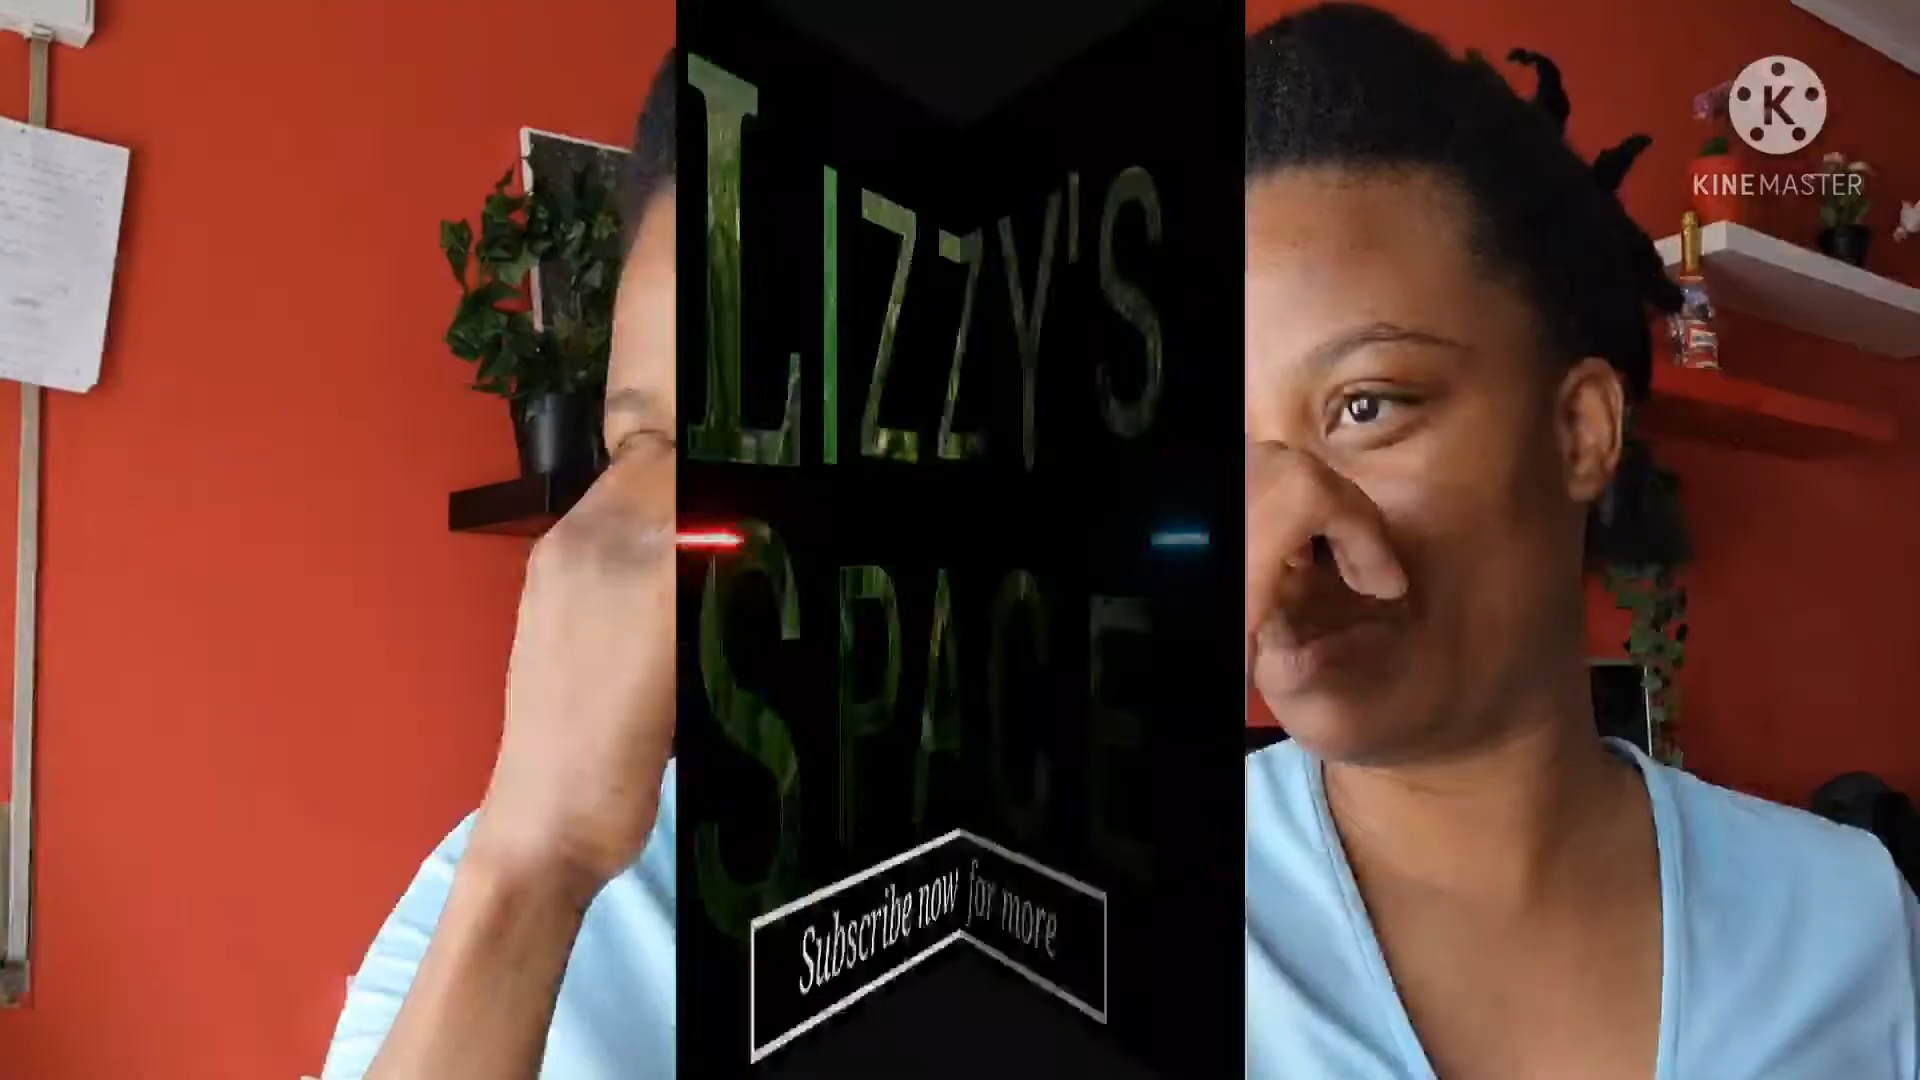 LIZZY'S
SPACE
Subscribe now for more
K
KINEMASTER